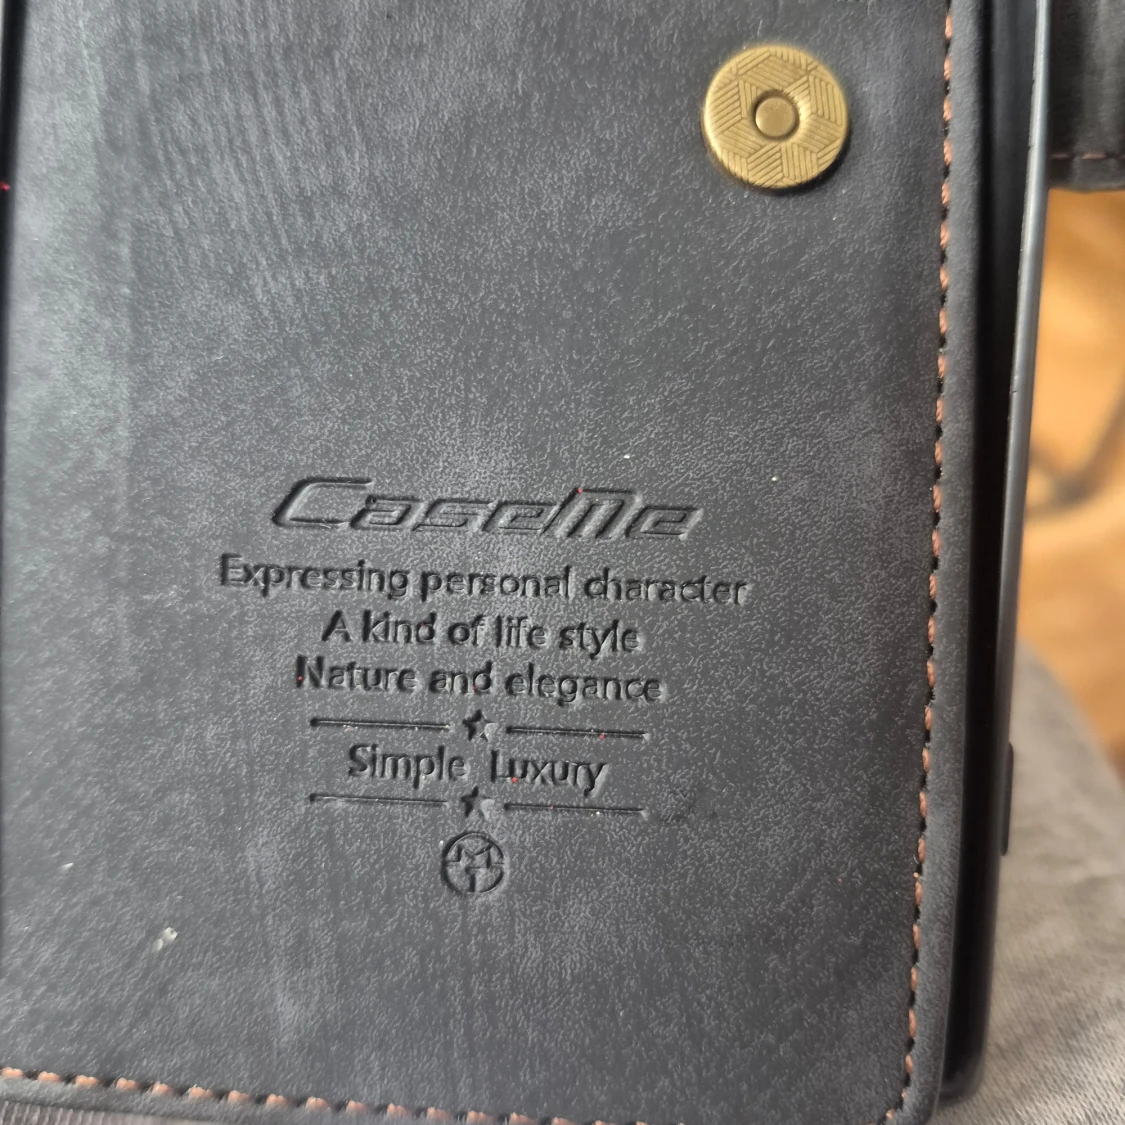 CaseMe
Expressing personal character
A kind of life style
Nature and elegance
Simple Luxury